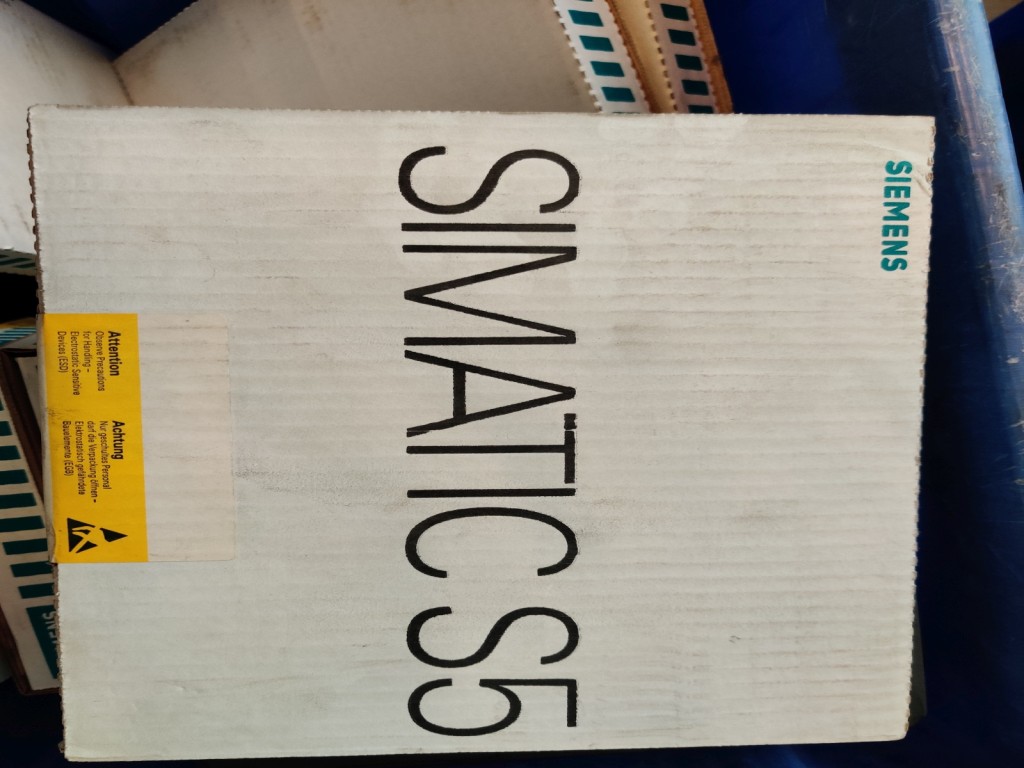 SIEMENS
SIMATIC S5
Attention
Observe Precautions
for Handling –
Electrostatic Sensitive
Devices (ESD)
Achtung
Nur geschultes Personal
darf die Verpackung öffnen –
Elektrostatisch gefährdete
Bauelemente (EGB)